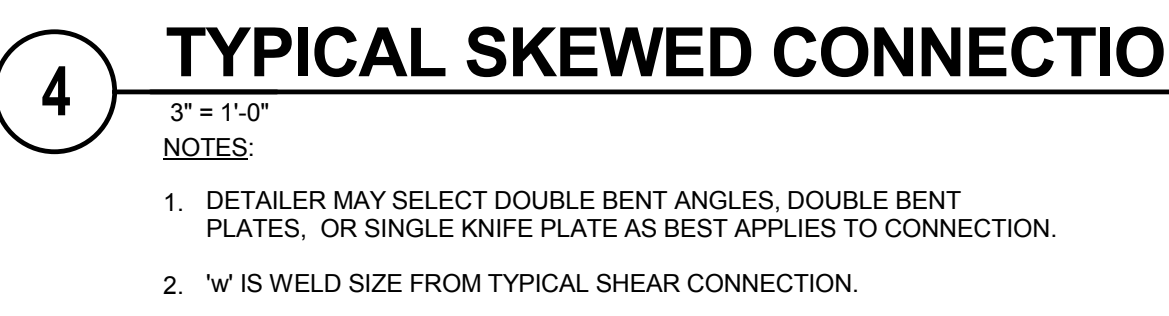 4
TYPICAL SKEWED CONNECTIO
3" = 1'-0"
NOTES:
1. DETAILER MAY SELECT DOUBLE BENT ANGLES, DOUBLE BENT
PLATES, OR SINGLE KNIFE PLATE AS BEST APPLIES TO CONNECTION.
2. 'w' IS WELD SIZE FROM TYPICAL SHEAR CONNECTION.